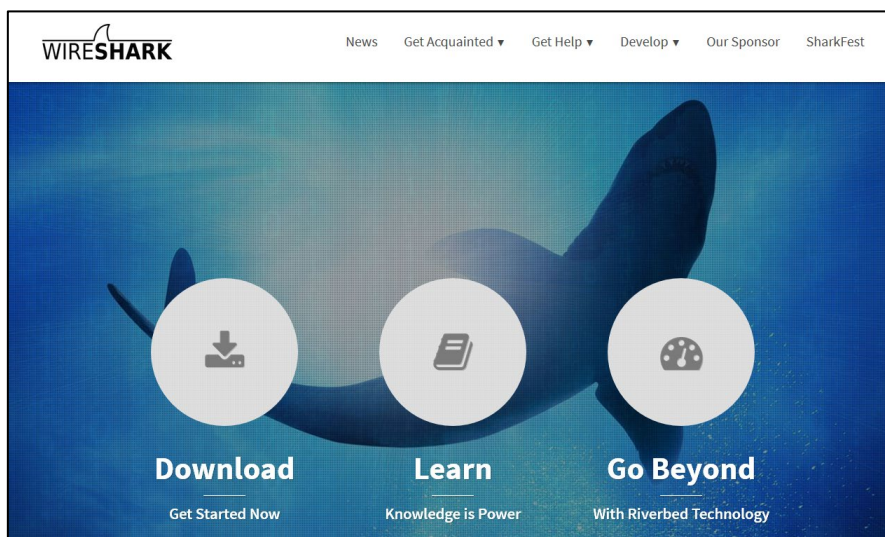 WIRESHARK
News Get Acquainted ▾ Get Help ▾ Develop ▾ Our Sponsor SharkFest
Download Learn Go Beyond
Get Started Now Knowledge is Power With Riverbed Technology